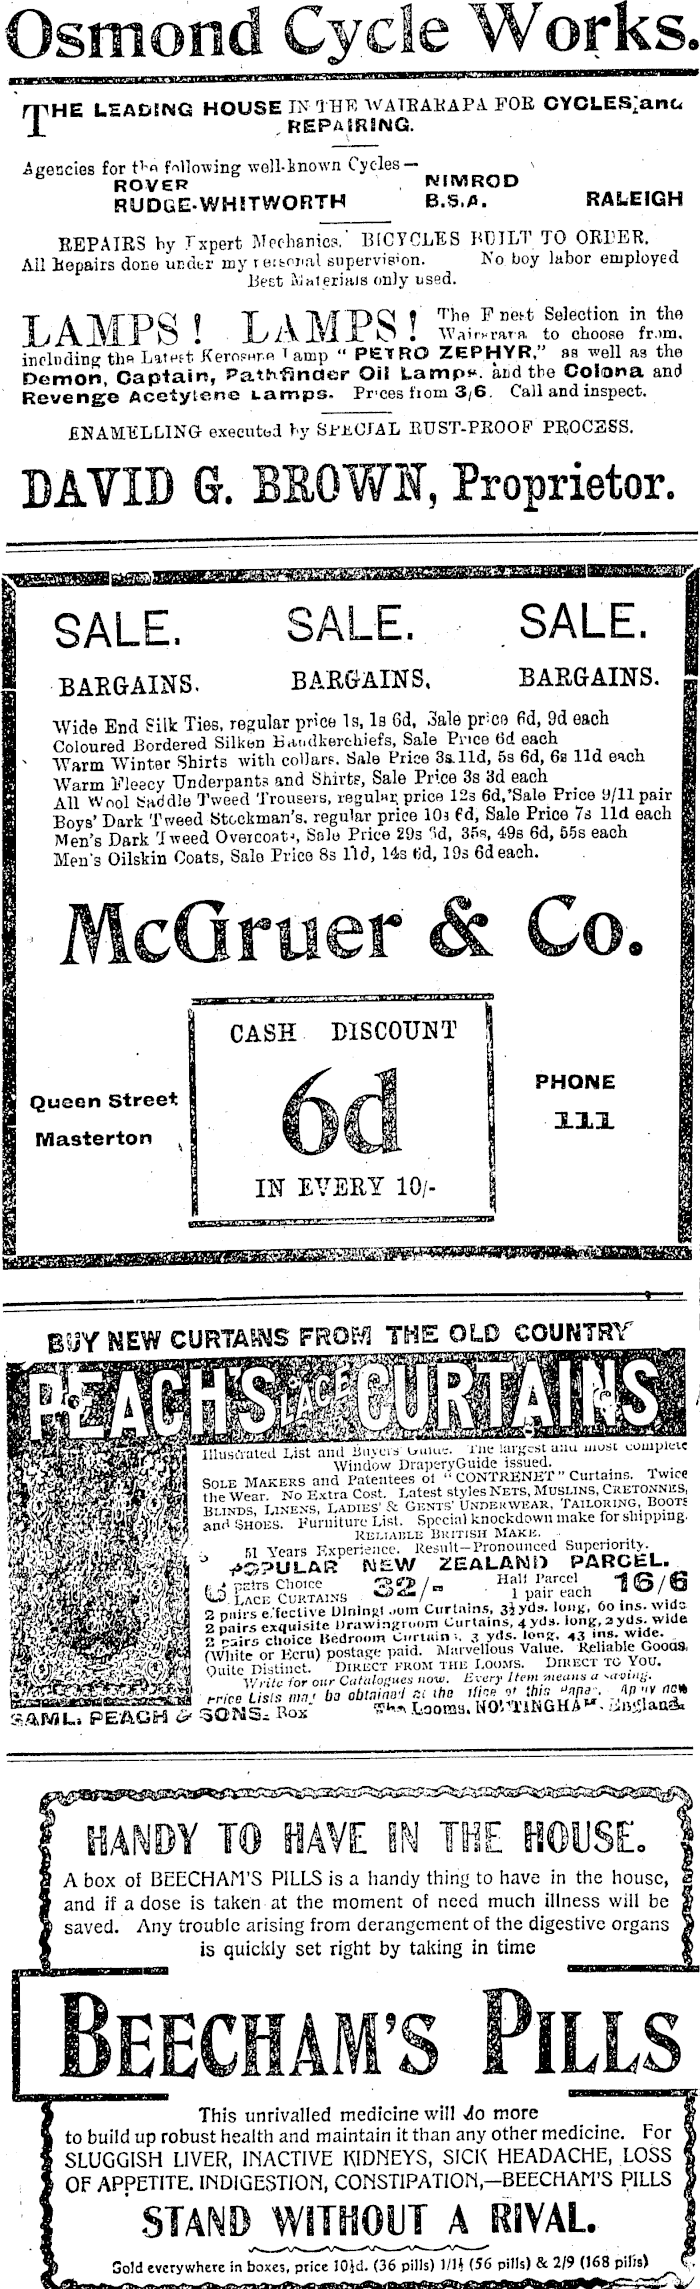 Osmond Cycle Works.
THE LEADING HOUSE IN THE WAIRARAPA FOR CYCLES and
REPAIRING.
Agencies for the following well-known Cycles—
ROVER NIMROD
RUDGE-WHITWORTH B.S.A. RALEIGH
REPAIRS by Expert Mechanics. BICYCLES BUILT TO ORDER.
All Repairs done under my personal supervision. No boy labor employed
Best Materials only used.
LAMPS! LAMPS! The Finest Selection in the
Wairarapa to choose from,
including the Latest Kerosene Lamp "PETRO ZEPHYR," as well as the
Demon, Captain, Pathfinder Oil Lamps, and the Colona and
Revenge Acetylene Lamps. Prices from 3/6. Call and inspect.
ENAMELLING executed by SPECIAL RUST-PROOF PROCESS.
DAVID G. BROWN, Proprietor.
SALE. SALE. SALE.
BARGAINS. BARGAINS. BARGAINS.
Wide End Silk Ties, regular price 1s, 1s 6d, Sale price 6d, 9d each
Coloured Bordered Silken Handkerchiefs, Sale Price 6d each
Warm Winter Shirts with collars. Sale Price 3s 11d, 5s 6d, 6s 11d each
Warm Fleecy Underpants and Shirts, Sale Price 3s 3d each
All Wool Saddle Tweed Trousers, regular price 12s 6d, Sale Price 9/11 pair
Boys' Dark Tweed Stockman's, regular price 10s 6d, Sale Price 7s 11d each
Men's Dark Tweed Overcoats, Sale Price 29s 35s, 49s 6d, 55s each
Men's Oilskin Coats, Sale Price 8s 11d, 14s 6d, 19s 6d each.
McGruer & Co.
CASH DISCOUNT
6d
IN EVERY 10/-
Queen Street
Masterton
PHONE
111
BUY NEW CURTAINS FROM THE OLD COUNTRY
PEACH'S LACE CURTAINS
Illustrated List and Buyers' Guide. The largest and most complete
Window Drapery Guide issued.
SOLE MAKERS and Patentees of "CONTRENET" Curtains. Twice
the Wear. No Extra Cost. Latest styles NETS, MUSLINS, CRETONNES,
BLINDS, LINENS, LADIES' & GENTS' UNDERWEAR, TAILORING, BOOTS
and SHOES. Furniture List. Special knockdown make for shipping.
RELIABLE BRITISH MAKE.
51 Years Experience. Result—Pronounced Superiority.
POPULAR NEW ZEALAND PARCEL.
6 pairs Choice LACE CURTAINS 32/- Half Parcel 1 pair each 16/6
2 pairs effective Diningroom Curtains, 3½ yds. long, 60 ins. wide
2 pairs exquisite Drawingroom Curtains, 4 yds. long, 2 yds. wide
2 pairs choice Bedroom Curtains, 3 yds. long, 43 ins. wide.
(White or Ecru) postage paid. Marvellous Value. Reliable Goods.
Quite Distinct. DIRECT FROM THE LOOMS. DIRECT TO YOU.
Write for our Catalogues now. Every Item means a saving.
Price Lists may be obtained at the office of this Paper. Apply now
SAML. PEACH & SONS. Box The Looms, NOTTINGHAM, England.
HANDY TO HAVE IN THE HOUSE.
A box of BEECHAM'S PILLS is a handy thing to have in the house,
and if a dose is taken at the moment of need much illness will be
saved. Any trouble arising from derangement of the digestive organs
is quickly set right by taking in time
BEECHAM'S PILLS
This unrivalled medicine will do more
to build up robust health and maintain it than any other medicine. For
SLUGGISH LIVER, INACTIVE KIDNEYS, SICK HEADACHE, LOSS
OF APPETITE. INDIGESTION, CONSTIPATION,—BEECHAM'S PILLS
STAND WITHOUT A RIVAL.
Sold everywhere in boxes, price 10½d. (36 pills) 1/1½ (56 pills) & 2/9 (168 pills)